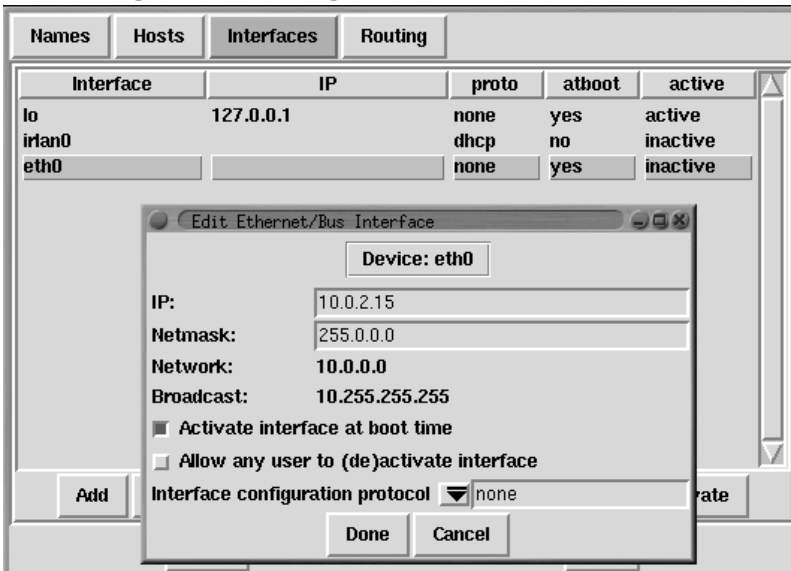 Names Hosts Interfaces Routing
Interface IP proto atboot active
lo 127.0.0.1 none yes active
irlan0 dhcp no inactive
eth0 none yes inactive
Edit Ethernet/Bus Interface
Device: eth0
IP: 10.0.2.15
Netmask: 255.0.0.0
Network: 10.0.0.0
Broadcast: 10.255.255.255
Activate interface at boot time
Allow any user to (de)activate interface
Interface configuration protocol none
Add
Done Cancel